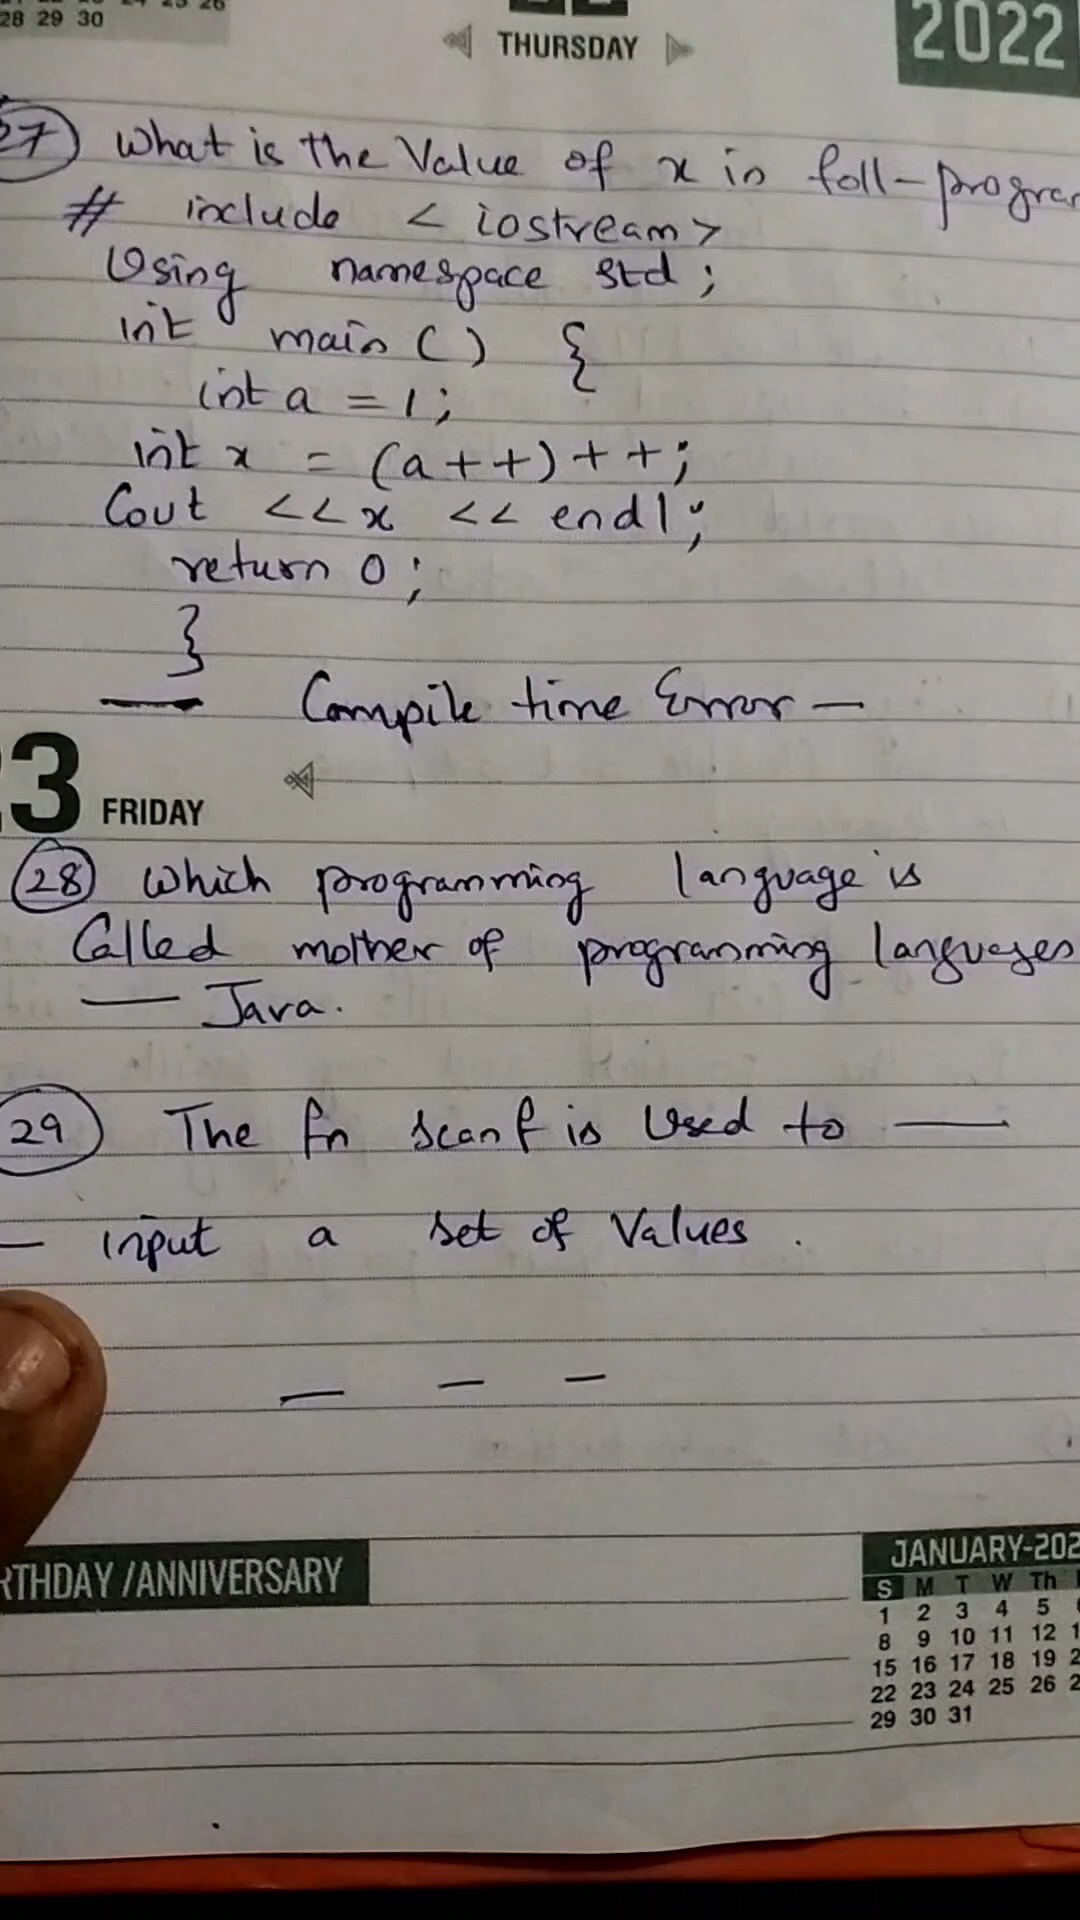 28 29 30
THURSDAY
2022
27) What is the Value of x in foll-
# include < iostream>
Using namespace std;
int main () {
int a = 1;
int x = (a++)++;
Cout <<x << endl;
return 0;
}
— Compile time Error —
3 FRIDAY
28 which programming language is
Called mother of programming languages
— Java.
29 The fn scanf is Used to —
— input a set of Values.
— — —
/ANNIVERSARY
JANUARY-202
S M T W Th
1 2 3 4 5
8 9 10 11 12
15 16 17 18 19
22 23 24 25 26
29 30 31